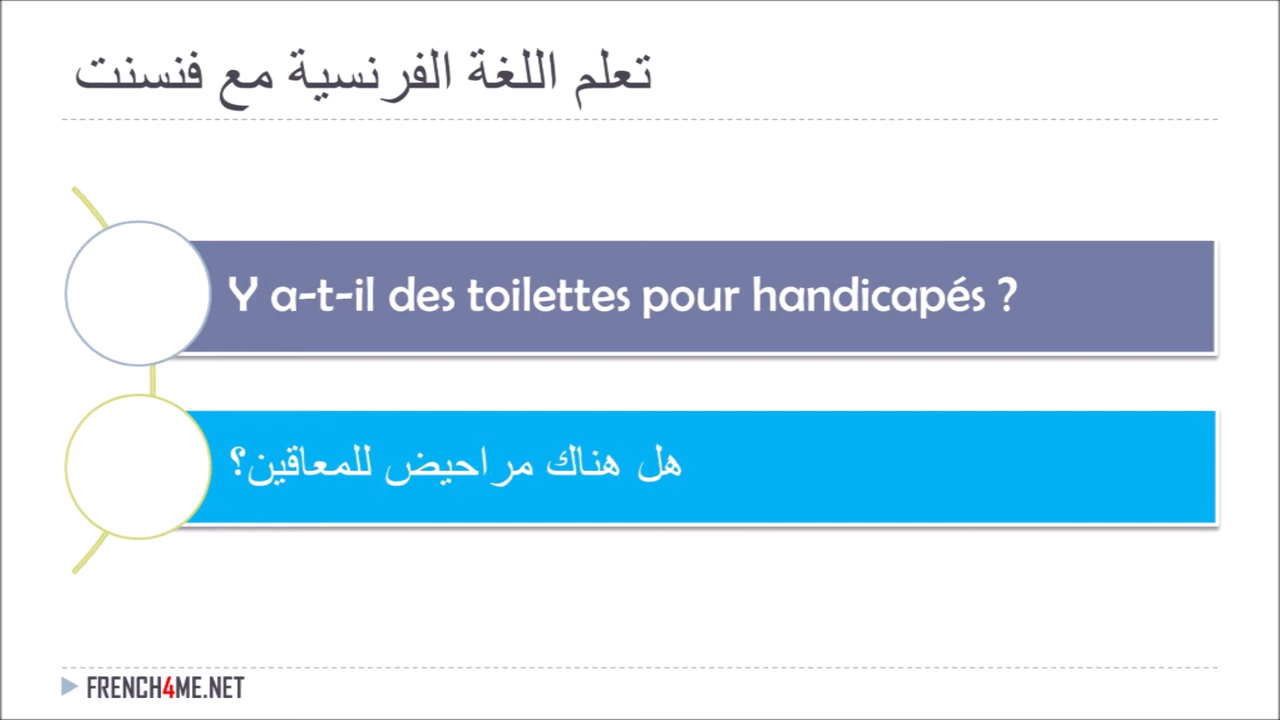 تعلم اللغة الفرنسية مع فنسنت
Y a-t-il des toilettes pour handicapés ?
هل هناك مراحيض للمعاقين؟
FRENCH4ME.NET